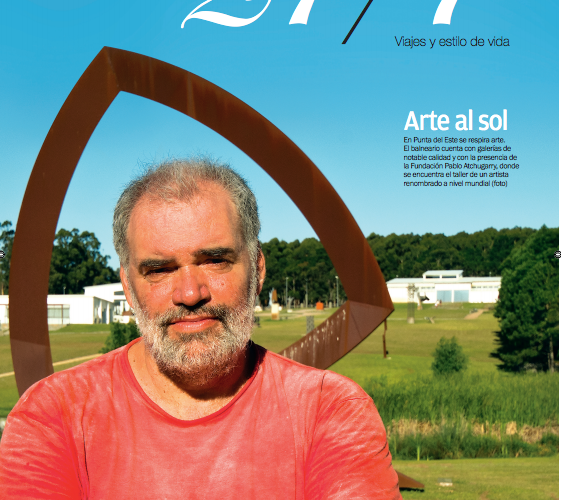 24/7
Viajes y estilo de vida
Arte al sol
En Punta del Este se respira arte.
El balneario cuenta con galerías de
notable calidad y con la presencia de
la Fundación Pablo Atchugarry, donde
se encuentra el taller de un artista
renombrado a nivel mundial (foto)